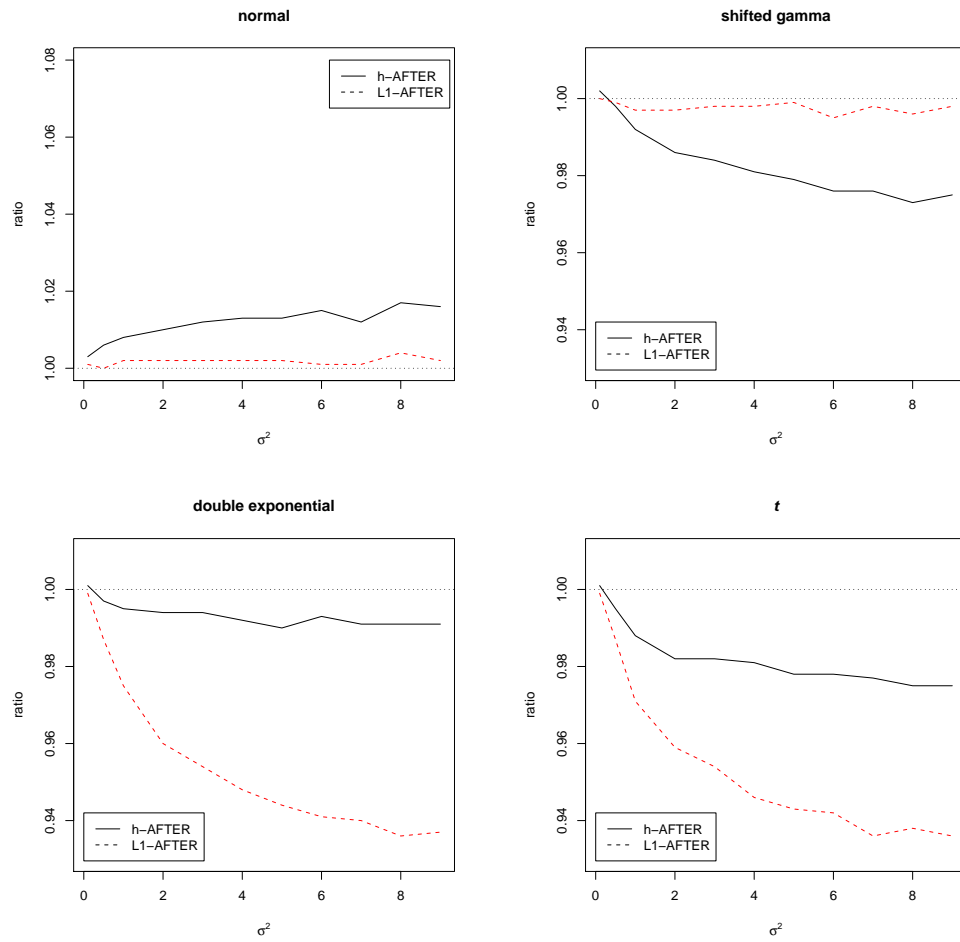 normal
ratio
1.00 1.02 1.04 1.06 1.08
h−AFTER
L1−AFTER
0 2 4 6 8
σ²
shifted gamma
ratio
0.94 0.96 0.98 1.00
h−AFTER
L1−AFTER
0 2 4 6 8
σ²
double exponential
ratio
0.94 0.96 0.98 1.00
h−AFTER
L1−AFTER
0 2 4 6 8
σ²
t
ratio
0.94 0.96 0.98 1.00
h−AFTER
L1−AFTER
0 2 4 6 8
σ²